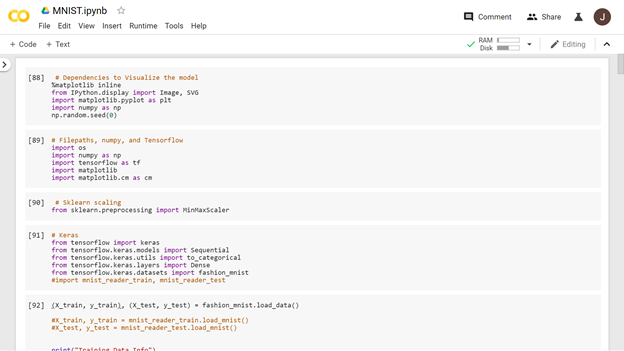 CO MNIST.ipynb
File Edit View Insert Runtime Tools Help
Comment Share J
+ Code + Text
RAM
Disk
Editing
[88] # Dependencies to Visualize the model
%matplotlib inline
from IPython.display import Image, SVG
import matplotlib.pyplot as plt
import numpy as np
np.random.seed(0)
[89] # Filepaths, numpy, and Tensorflow
import os
import numpy as np
import tensorflow as tf
import matplotlib
import matplotlib.cm as cm
[90] # Sklearn scaling
from sklearn.preprocessing import MinMaxScaler
[91] # Keras
from tensorflow import keras
from tensorflow.keras.models import Sequential
from tensorflow.keras.utils import to_categorical
from tensorflow.keras.layers import Dense
from tensorflow.keras.datasets import fashion_mnist
#import mnist_reader_train, mnist_reader_test
[92] (X_train, y_train), (X_test, y_test) = fashion_mnist.load_data()
#X_train, y_train = mnist_reader_train.load_mnist()
#X_test, y_test = mnist_reader_test.load_mnist()
print("Training Data Info")